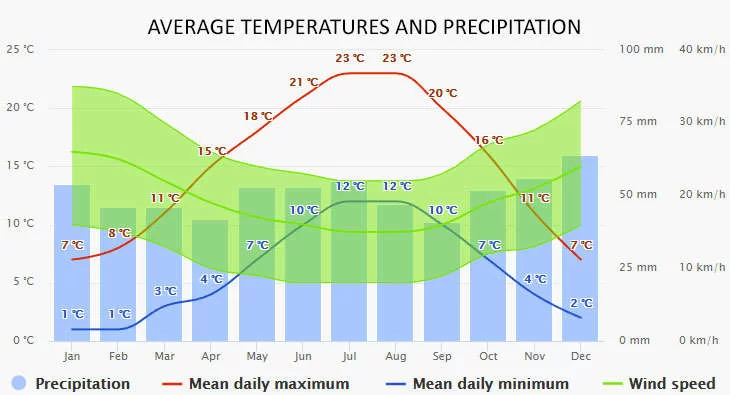 AVERAGE TEMPERATURES AND PRECIPITATION
25 °C 100 mm 40 km/h
23 °C 23 °C
21 °C
20 °C
20 °C 75 mm 30 km/h
18 °C
16 °C
15 °C
15 °C 50 mm 20 km/h
12 °C 12 °C
11 °C 11 °C
10 °C 10 °C
10 °C 25 mm 10 km/h
8 °C
7 °C 7 °C 7 °C 7 °C
5 °C
4 °C 4 °C
3 °C
2 °C
1 °C 1 °C
0 °C 0 mm 0 km/h
Jan Feb Mar Apr May Jun Jul Aug Sep Oct Nov Dec
Precipitation Mean daily maximum Mean daily minimum Wind speed